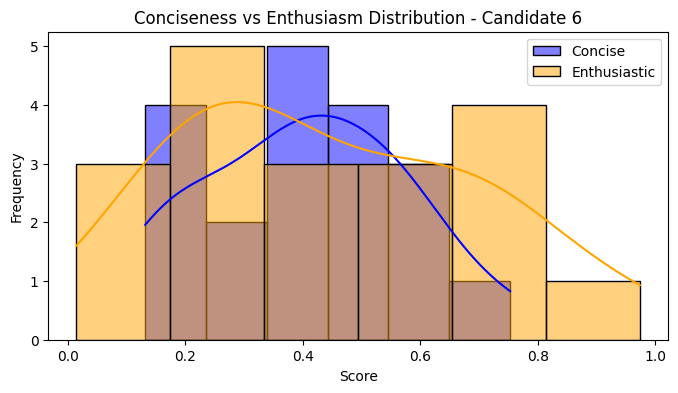 Conciseness vs Enthusiasm Distribution - Candidate 6
Concise
Enthusiastic
Frequency
5
4
3
2
1
0
0.0 0.2 0.4 0.6 0.8 1.0
Score